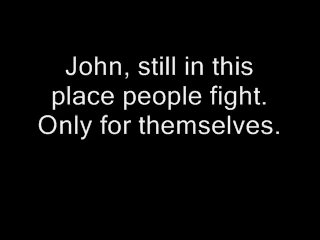 John, still in this
place people fight.
Only for themselves.